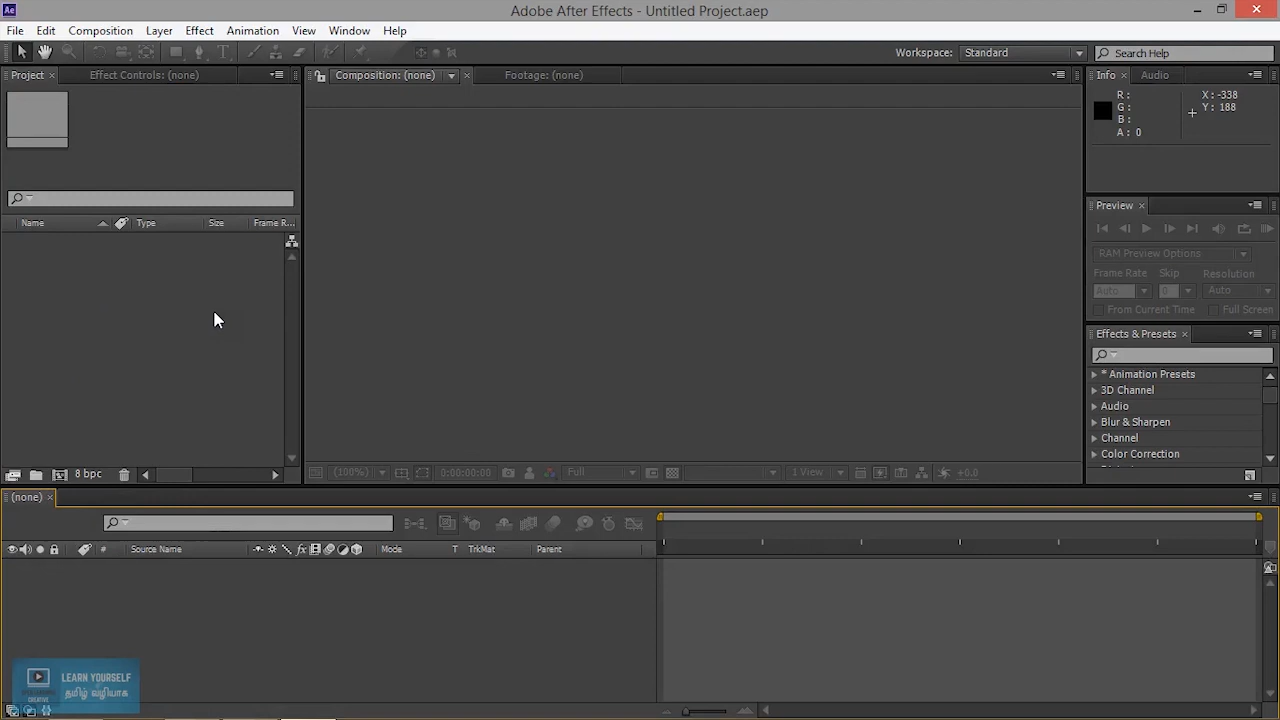 Adobe After Effects - Untitled Project.aep
File Edit Composition Layer Effect Animation View Window Help
Workspace: Standard Search Help
Project Effect Controls: (none) Composition: (none) Footage: (none) Info Audio
R : X : -338
G : Y : 188
B :
A : 0
Preview
Name Type Size Frame R...
RAM Preview Options
Frame Rate Skip Resolution
Auto 0 Auto
From Current Time Full Screen
Effects & Presets
* Animation Presets
3D Channel
Audio
Blur & Sharpen
Channel
Color Correction
8 bpc (100%) 0:00:00:00 Full 1 View +0.0
(none)
# Source Name fx Mode T TrkMat Parent
LEARN YOURSELF
தமிழ் வழியாக
CREATIVE